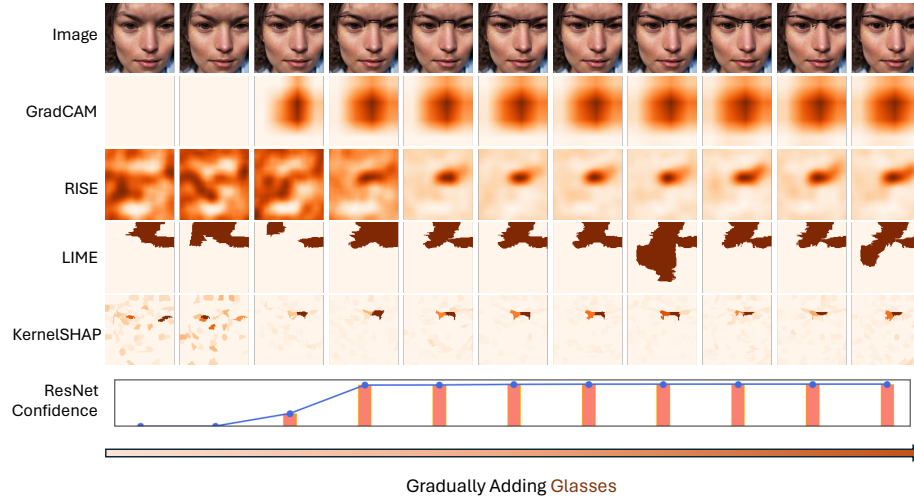 Image
GradCAM
RISE
LIME
KernelSHAP
ResNet
Confidence
Gradually Adding Glasses